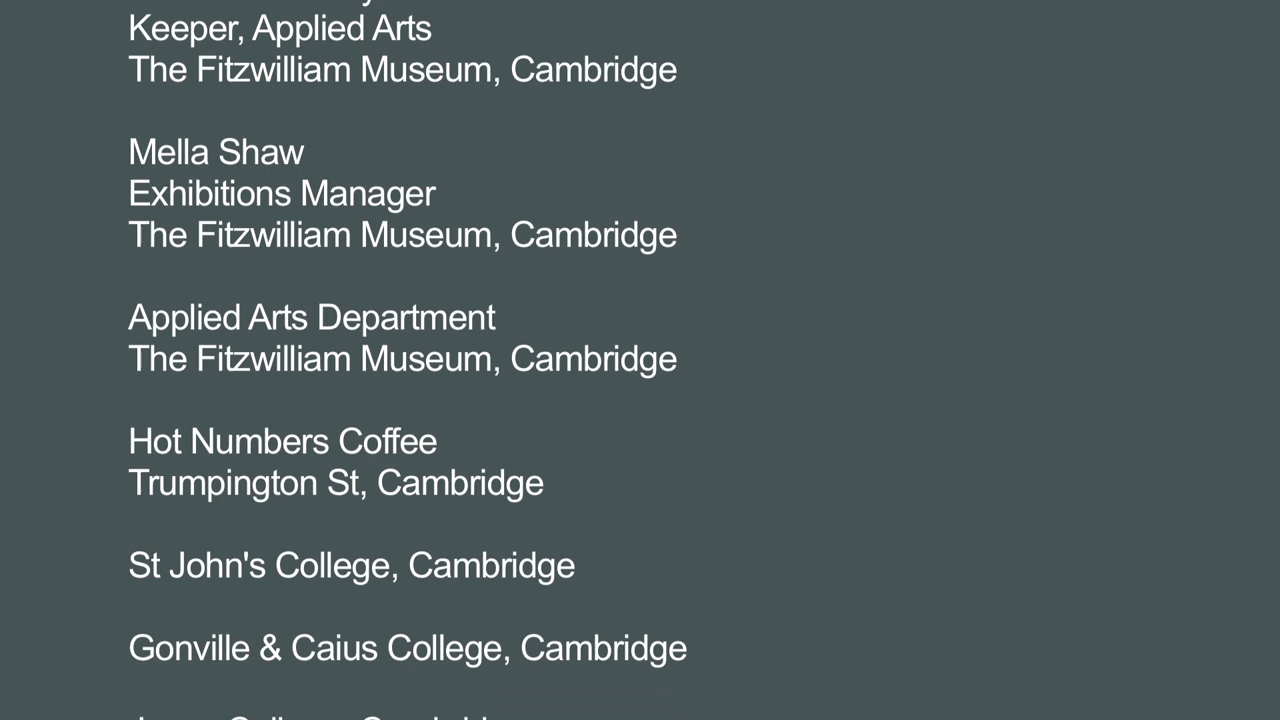 Keeper, Applied Arts
The Fitzwilliam Museum, Cambridge
Mella Shaw
Exhibitions Manager
The Fitzwilliam Museum, Cambridge
Applied Arts Department
The Fitzwilliam Museum, Cambridge
Hot Numbers Coffee
Trumpington St, Cambridge
St John's College, Cambridge
Gonville & Caius College, Cambridge